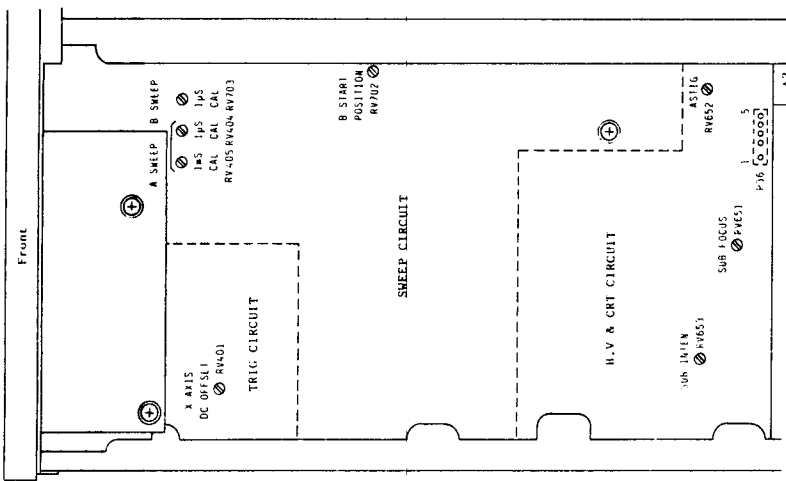 Front
A SWEEP B SWEEP
1mS 1µS 1µS
CAL CAL CAL
RV405 RV404 RV703
X AXIS
DC OFFSET
RV401
TRIG CIRCUIT
B START
POSITION
RV702
SWEEP CIRCUIT
ASTIG
RV652
1 5
P36
H.V & CRT CIRCUIT
SUB FOCUS
RV651
SUB INTEN
RV653